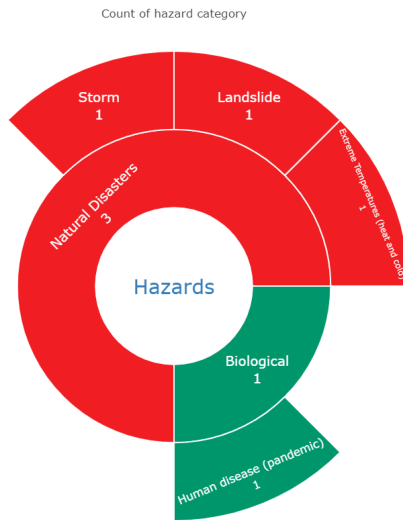 Count of hazard category
Storm
1
Landslide
1
Extreme Temperatures (heat and cold)
1
Natural Disasters
3
Hazards
Biological
1
Human disease (pandemic)
1